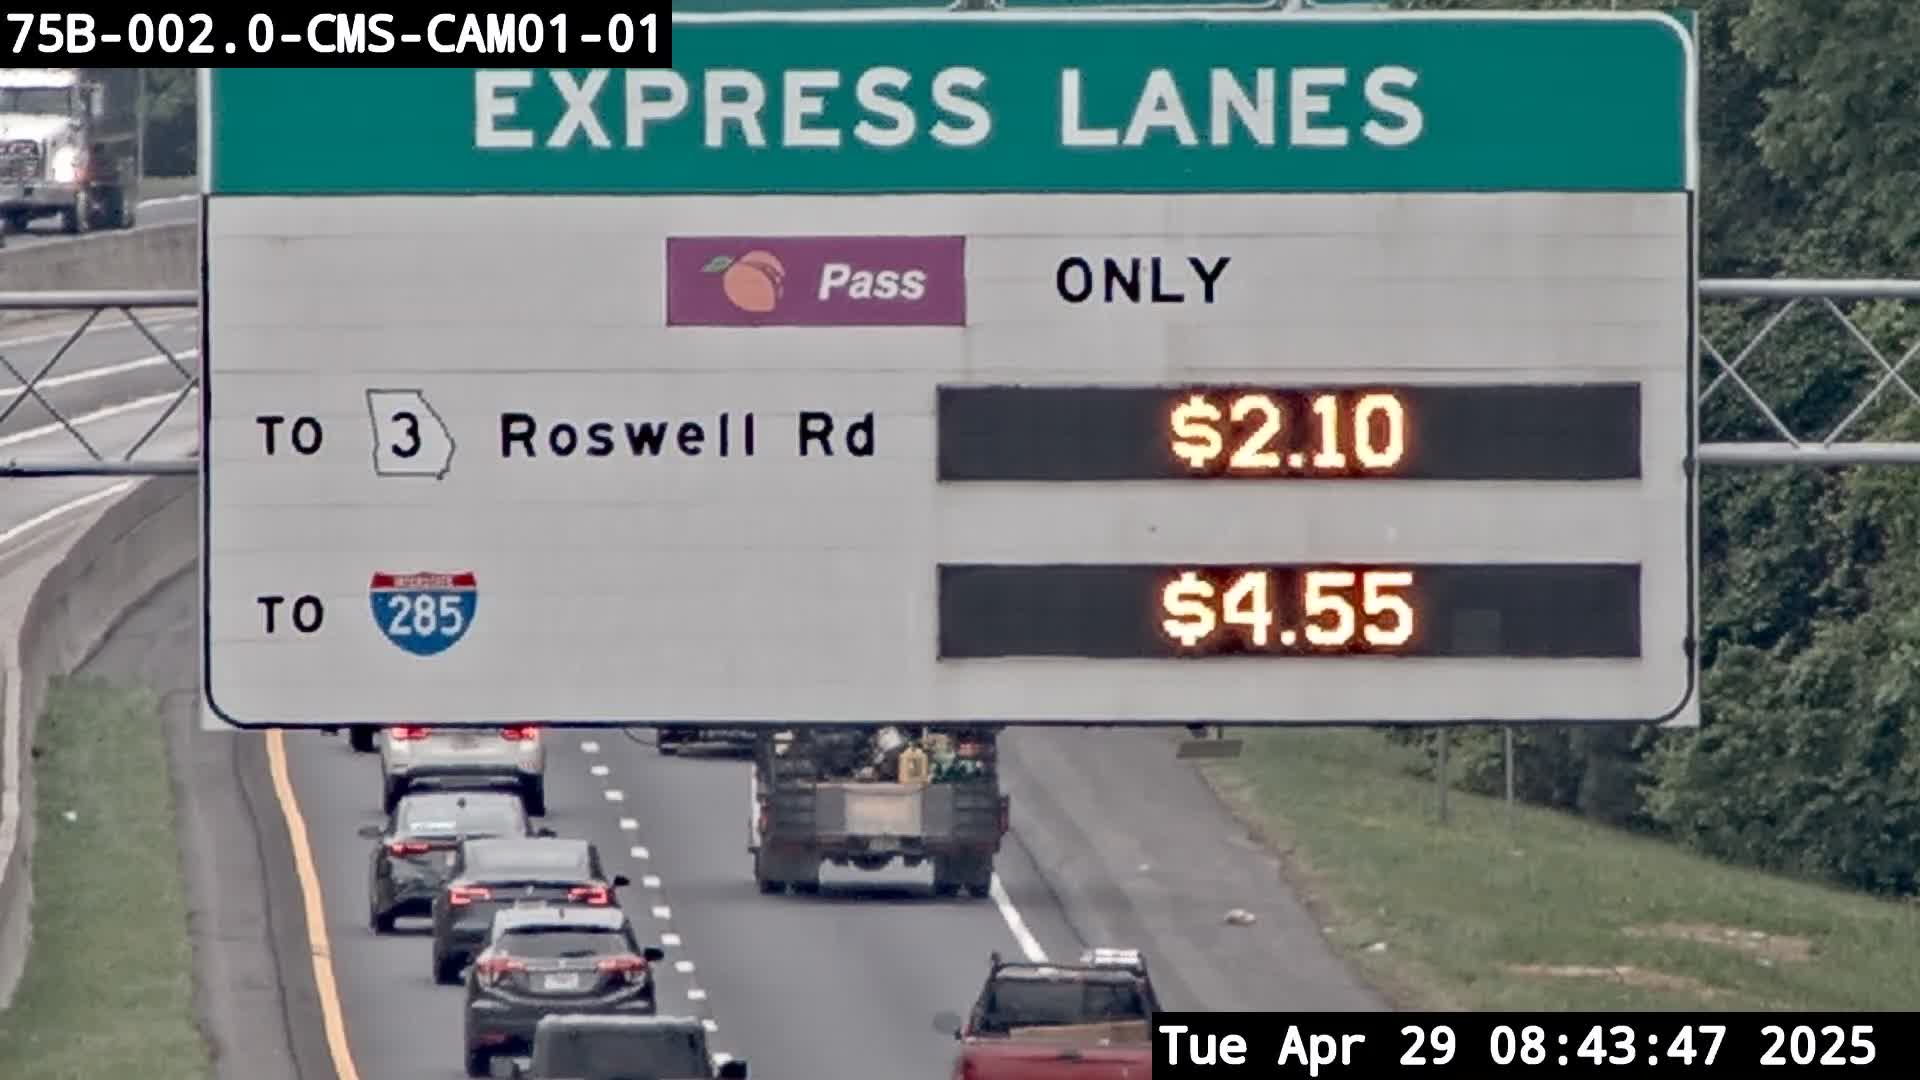 75B-002.0-CMS-CAM01-01
EXPRESS LANES
Pass ONLY
TO 3 Roswell Rd $2.10
INTERSTATE
TO 285 $4.55
Tue Apr 29 08:43:47 2025